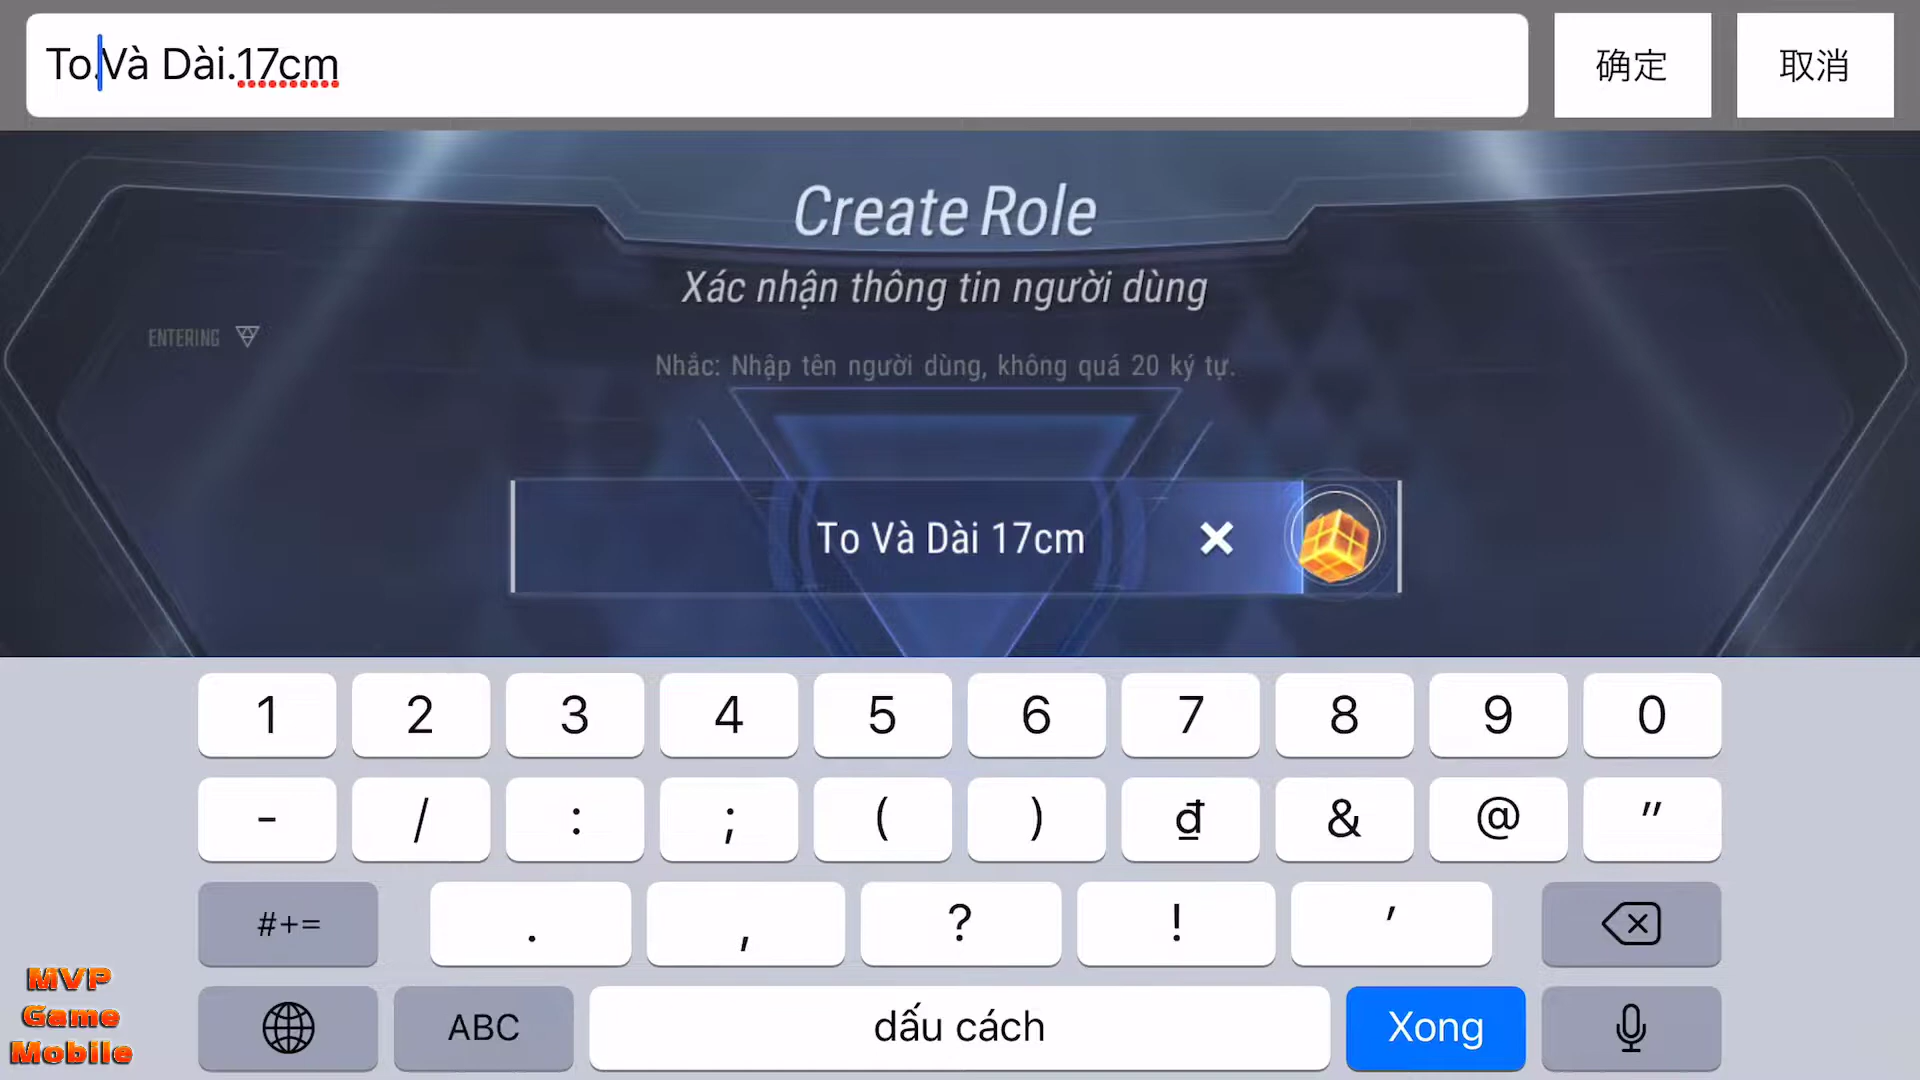 To.Và Dài.17cm
确定
取消
Create Role
Xác nhận thông tin người dùng
ENTERING
Nhắc: Nhập tên người dùng, không quá 20 ký tự.
To Và Dài 17cm
1 2 3 4 5 6 7 8 9 0
- / : ; ( ) ₫ & @ "
#+= . , ? ! '
ABC dấu cách Xong
MVP
Game
Mobile